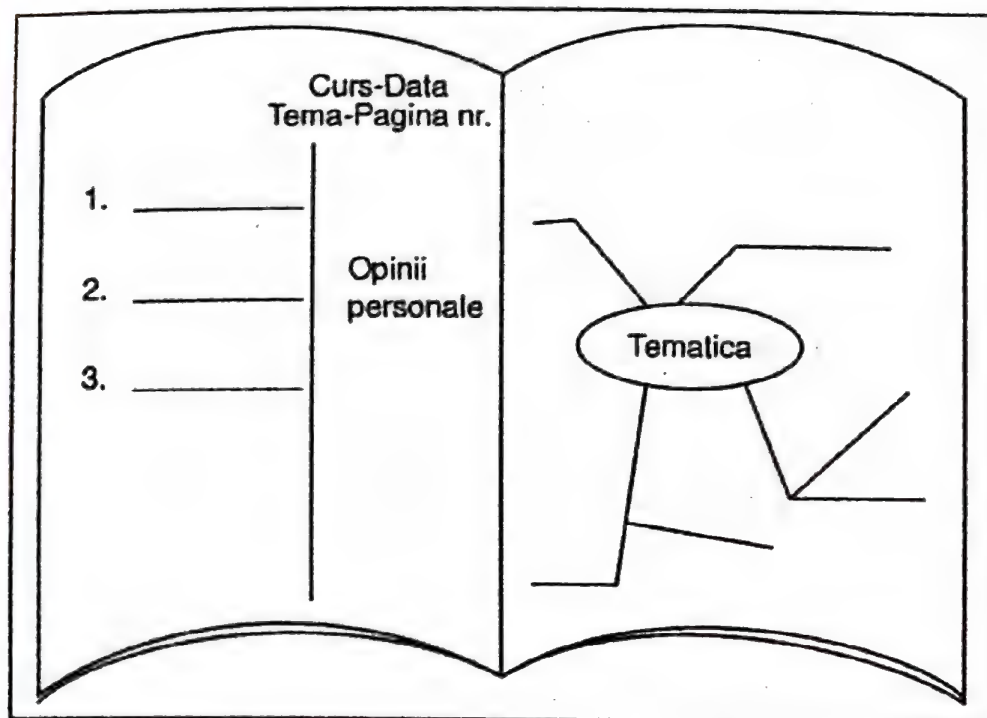 Curs-Data
Tema-Pagina nr.
1.
2.
3.
Opinii
personale
Tematica